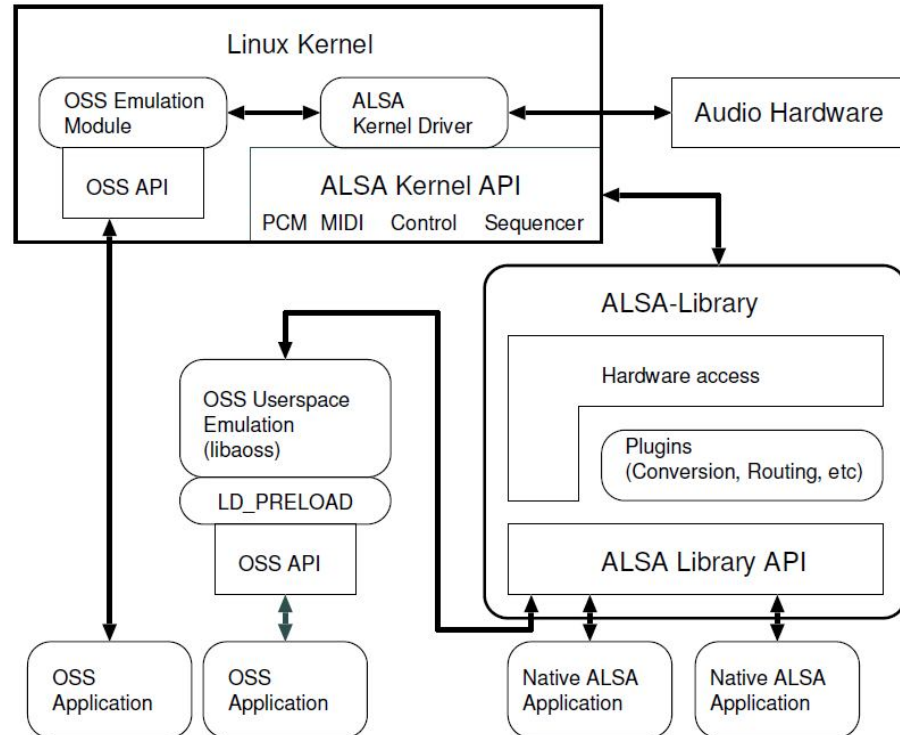 Linux Kernel
OSS Emulation
Module
ALSA
Kernel Driver
Audio Hardware
OSS API
ALSA Kernel API
PCM MIDI Control Sequencer
ALSA-Library
Hardware access
OSS Userspace
Emulation
(libaoss)
Plugins
(Conversion, Routing, etc)
LD_PRELOAD
OSS API
ALSA Library API
OSS
Application
OSS
Application
Native ALSA
Application
Native ALSA
Application